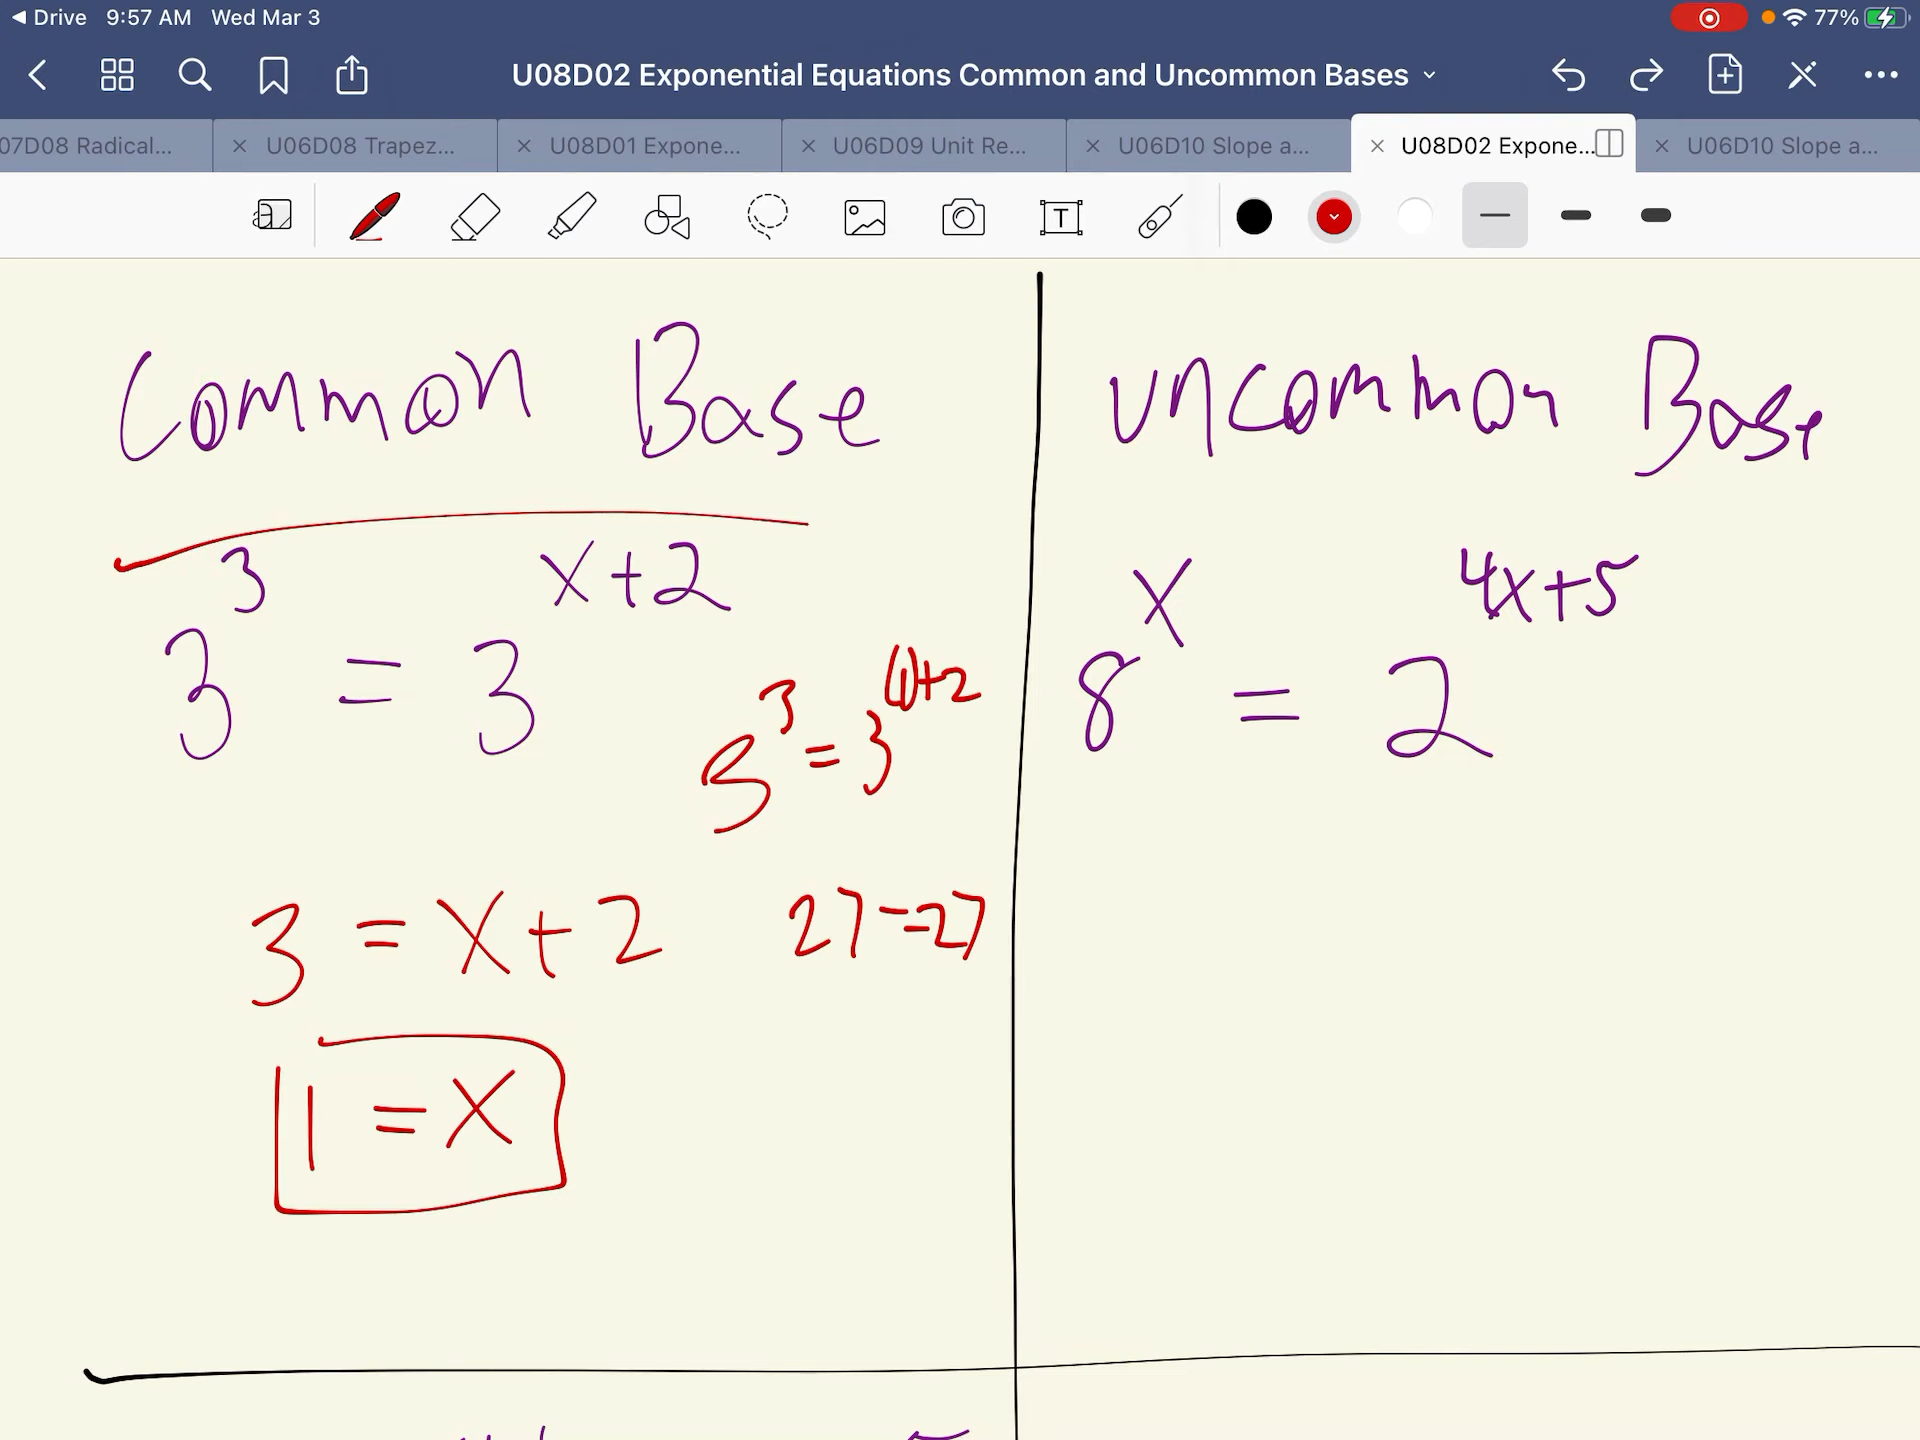 Drive 9:57 AM Wed Mar 3 77%
U08D02 Exponential Equations Common and Uncommon Bases
07D08 Radical... U06D08 Trapez... U08D01 Expone... U06D09 Unit Re... U06D10 Slope a... U08D02 Expone... U06D10 Slope a...
T
Common Base
3^3 = 3^(x+2)
3^3 = 3^((1)+2)
3 = x+2
27=27
1 = x
Uncommon Base
8^x = 2^(4x+5)